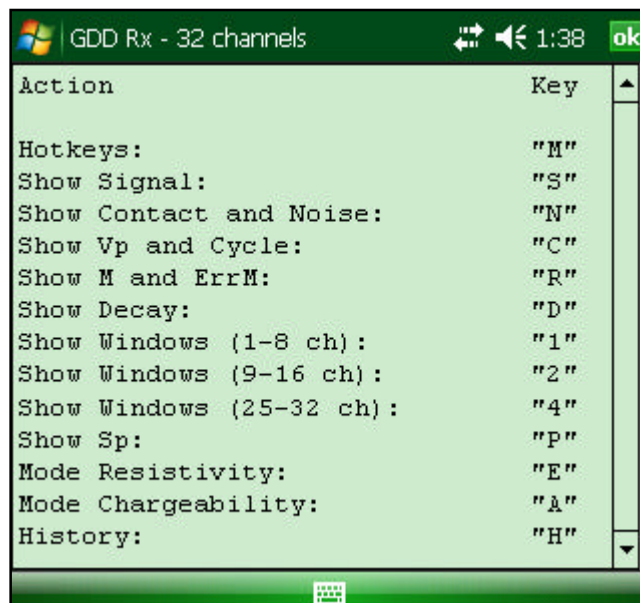 GDD Rx - 32 channels 1:38 ok
Action Key
Hotkeys: "M"
Show Signal: "S"
Show Contact and Noise: "N"
Show Vp and Cycle: "C"
Show M and ErrM: "R"
Show Decay: "D"
Show Windows (1-8 ch): "1"
Show Windows (9-16 ch): "2"
Show Windows (25-32 ch): "4"
Show Sp: "P"
Mode Resistivity: "E"
Mode Chargeability: "A"
History: "H"